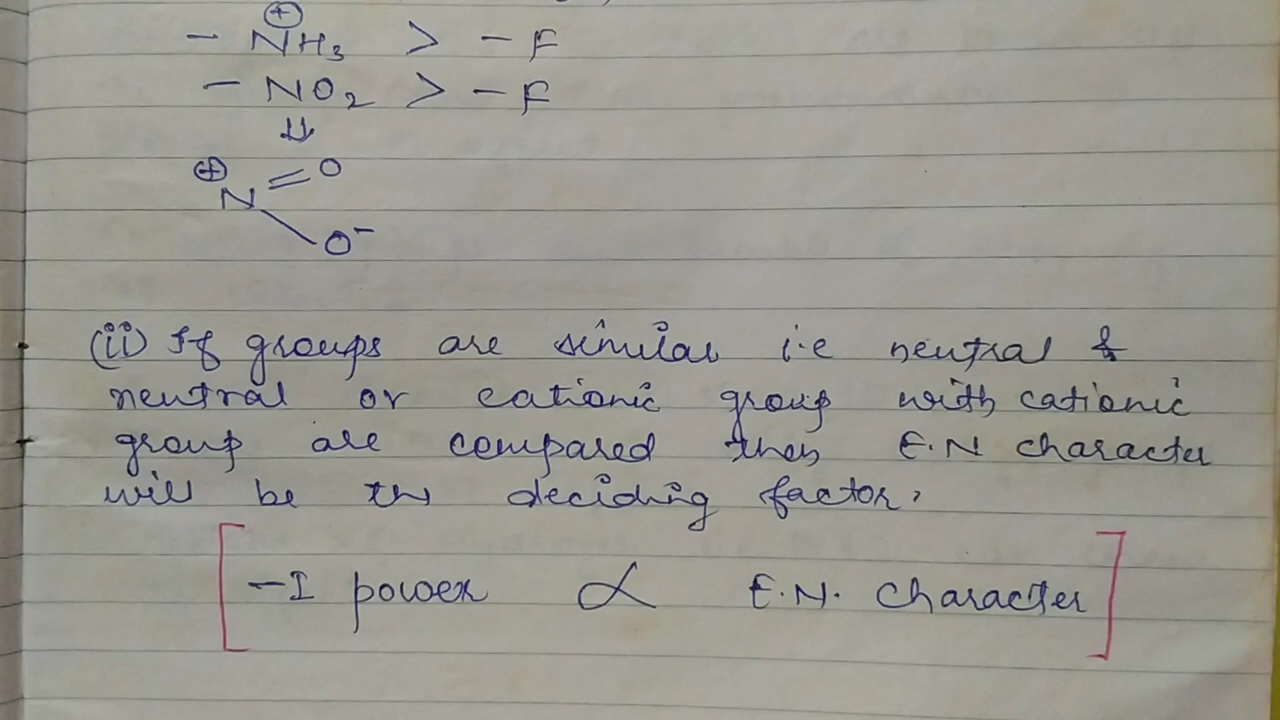 ⊕
- NH₃ > - F
- NO₂ > - F
⇓
⊕ N = O
O⁻
(ii) If groups are similar i.e neutral &
neutral or cationic group with cationic
group are compared then E.N character
will be the deciding factor.
[-I power ∝ E.N. character]